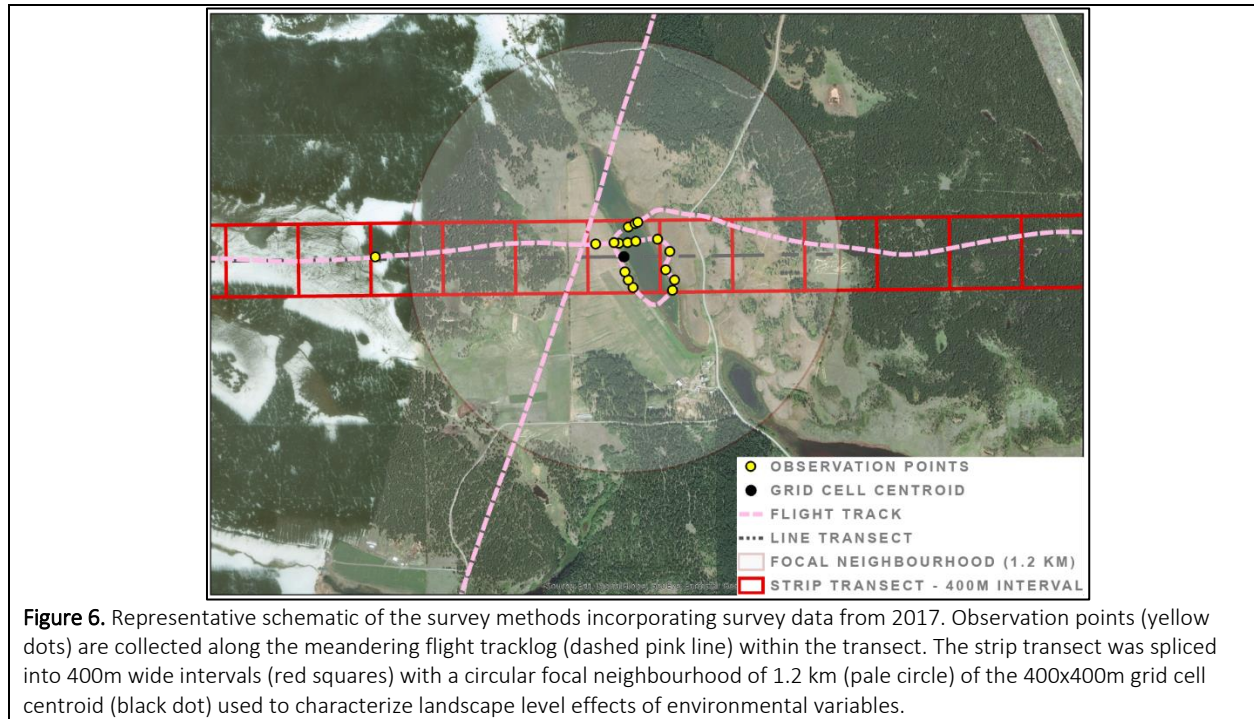 OBSERVATION POINTS
GRID CELL CENTROID
FLIGHT TRACK
LINE TRANSECT
FOCAL NEIGHBOURHOOD (1.2 KM)
STRIP TRANSECT - 400M INTERVAL
Figure 6. Representative schematic of the survey methods incorporating survey data from 2017. Observation points (yellow
dots) are collected along the meandering flight tracklog (dashed pink line) within the transect. The strip transect was spliced
into 400m wide intervals (red squares) with a circular focal neighbourhood of 1.2 km (pale circle) of the 400x400m grid cell
centroid (black dot) used to characterize landscape level effects of environmental variables.